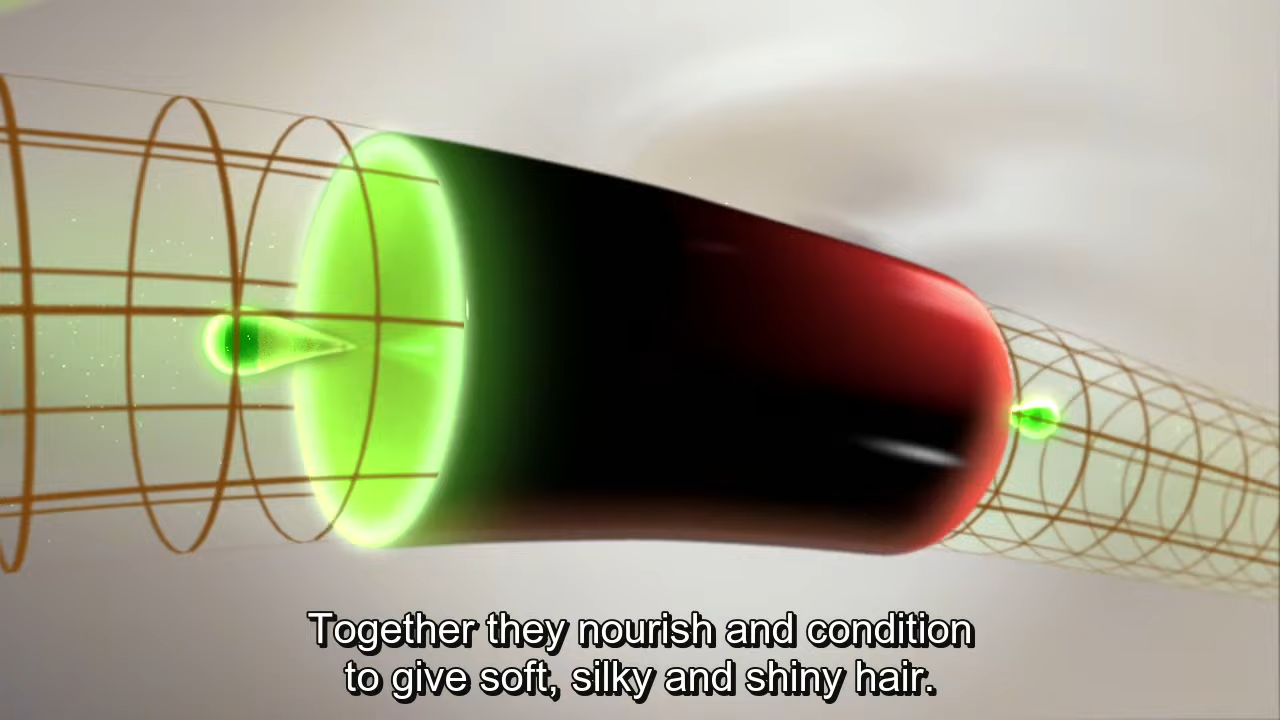 Together they nourish and condition
to give soft, silky and shiny hair.